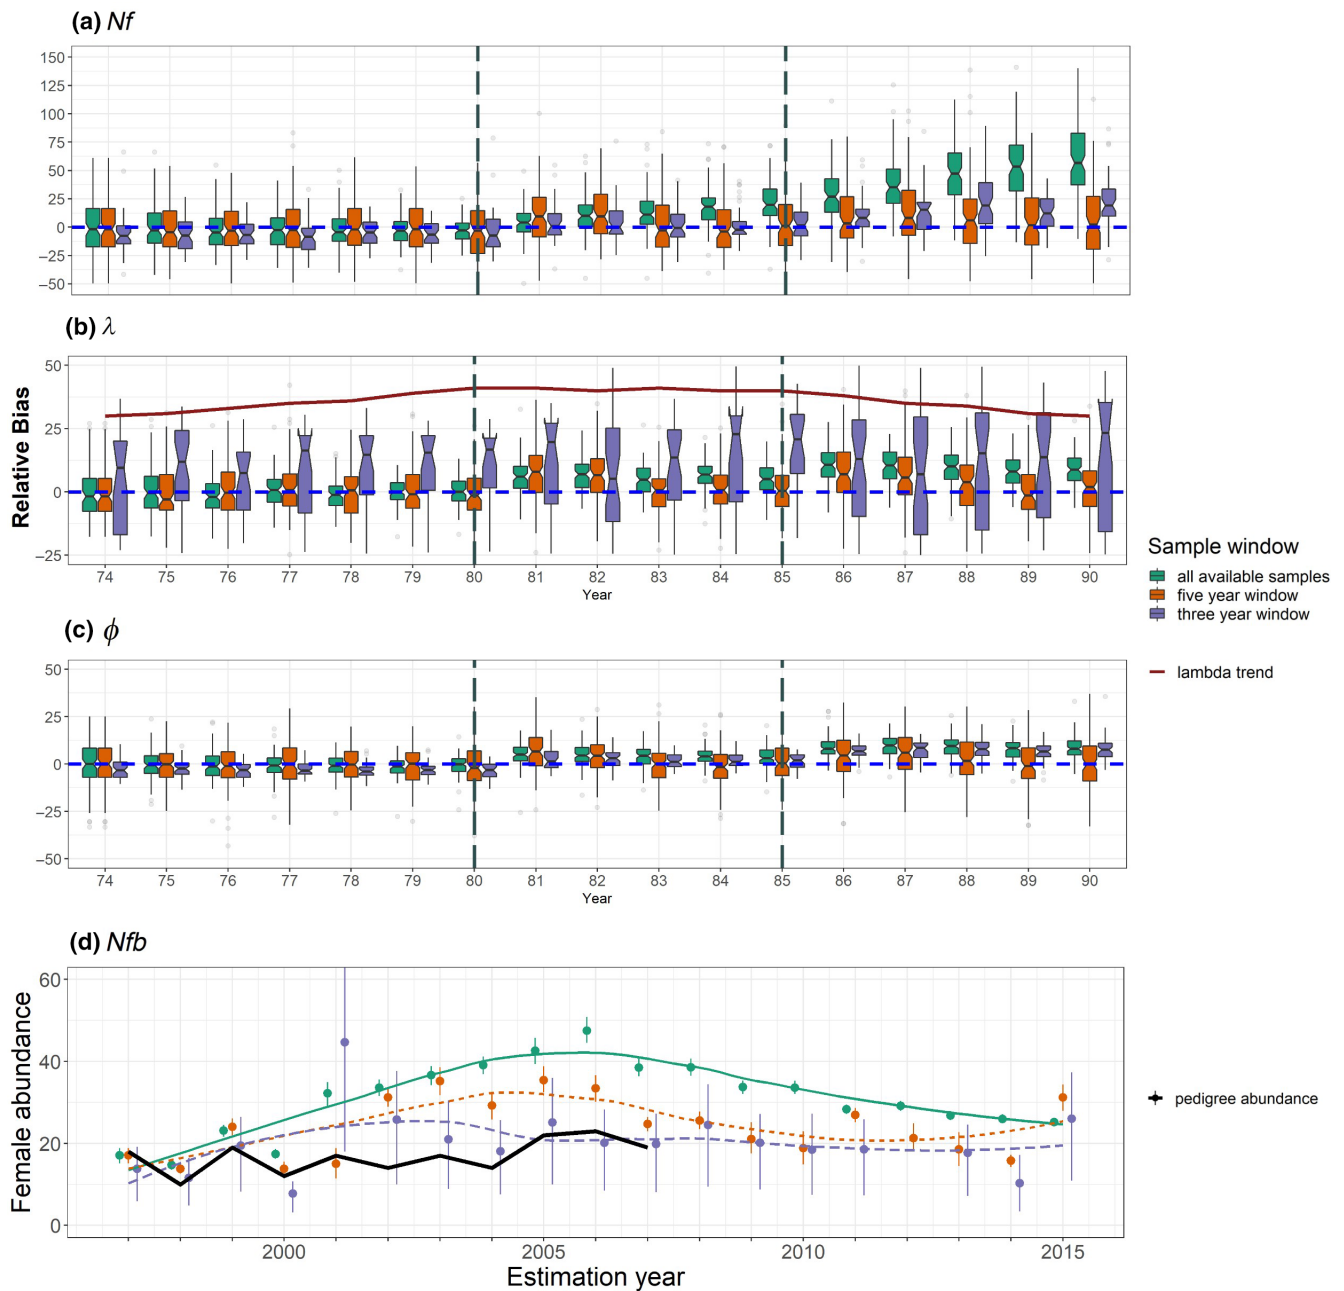 (a) Nf
150
125
100
75
50
25
0
−25
−50
(b) λ
50
25
0
−25
74 75 76 77 78 79 80 81 82 83 84 85 86 87 88 89 90
Year
Relative Bias
(c) ϕ
50
25
0
−25
−50
74 75 76 77 78 79 80 81 82 83 84 85 86 87 88 89 90
Year
Sample window
all available samples
five year window
three year window
lambda trend
(d) Nfb
60
40
20
0
Female abundance
2000 2005 2010 2015
Estimation year
pedigree abundance